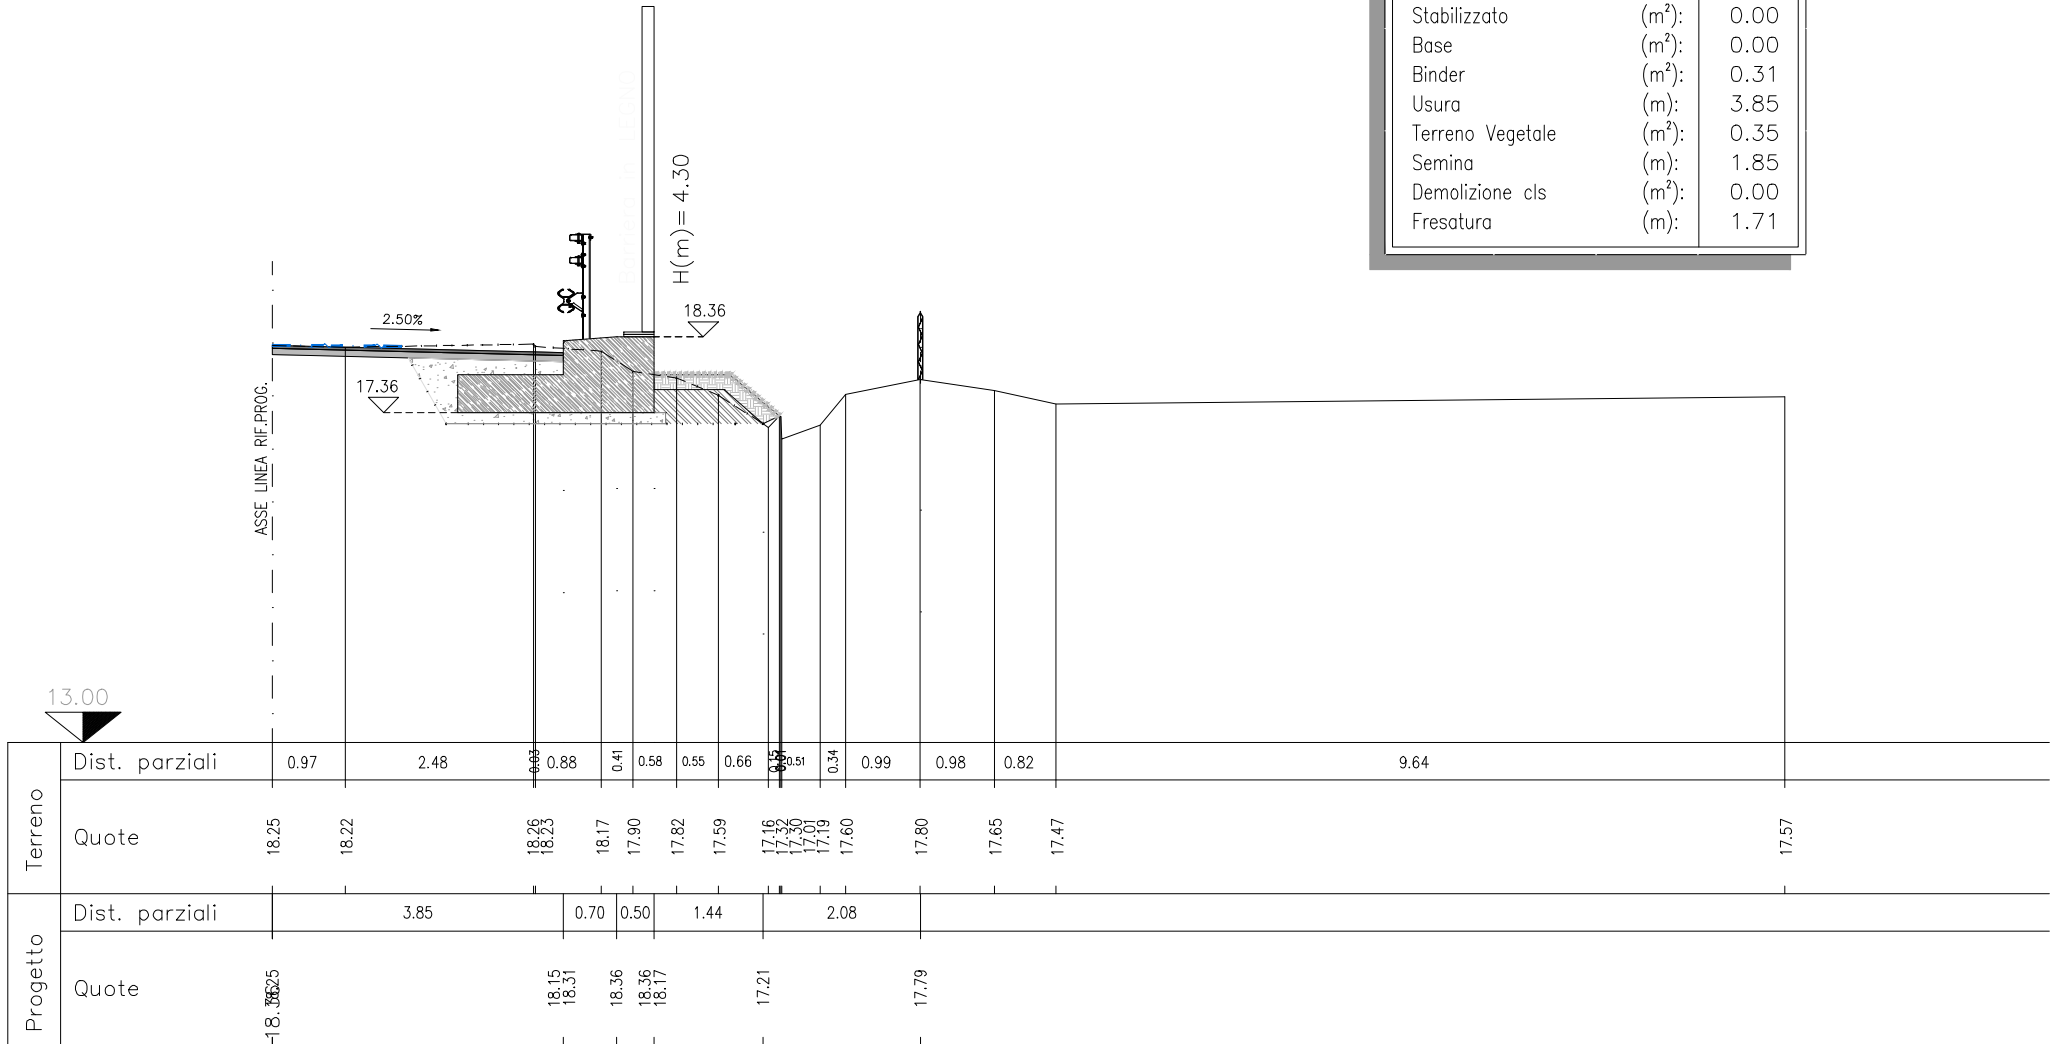 Stabilizzato (m²): 0.00
Base (m²): 0.00
Binder (m²): 0.31
Usura (m): 3.85
Terreno Vegetale (m²): 0.35
Semina (m): 1.85
Demolizione cls (m²): 0.00
Fresatura (m): 1.71
H(m)= 4.30
18.36
2.50%
17.36
ASSE LINEA RIF.PROG.
13.00
Terreno
Dist. parziali 0.97 2.48 0.03 0.88 0.41 0.58 0.55 0.66 0.15 0.51 0.34 0.99 0.98 0.82 9.64
Quote 18.25 18.22 18.26 18.23 18.17 17.90 17.82 17.59 17.16 17.32 17.30 17.01 17.19 17.60 17.80 17.65 17.47 17.57
Progetto
Dist. parziali 3.85 0.70 0.50 1.44 2.08
Quote 18.15 18.31 18.36 18.36 18.17 17.21 17.79